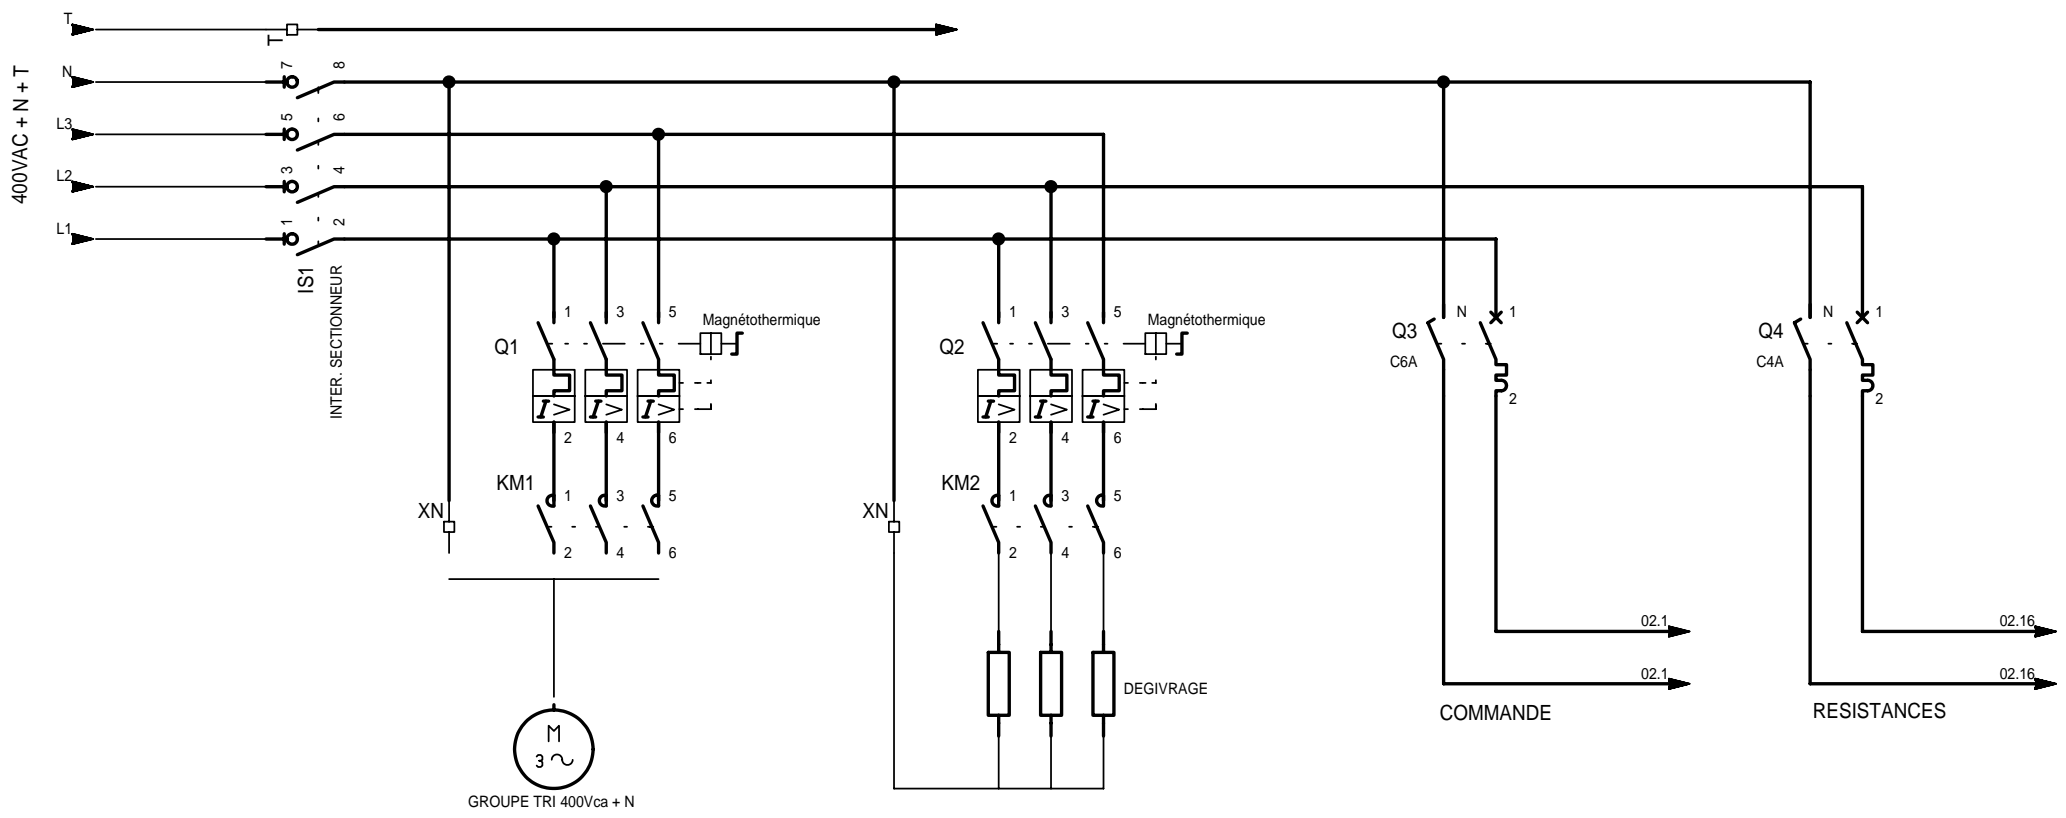 T
T
N
7
8
L3
5
6
L2
3
4
L1
1
2
400VAC + N + T
IS1
INTER. SECTIONNEUR
Q1
1
3
5
Magnétothermique
I >
I >
I >
2
4
6
KM1
1
3
5
XN
2
4
6
M
3
GROUPE TRI 400Vca + N
Q2
1
3
5
Magnétothermique
I >
I >
I >
2
4
6
KM2
1
3
5
XN
2
4
6
DEGIVRAGE
Q3
C6A
N
1
2
02.1
02.1
COMMANDE
Q4
C4A
N
1
2
02.16
02.16
RESISTANCES